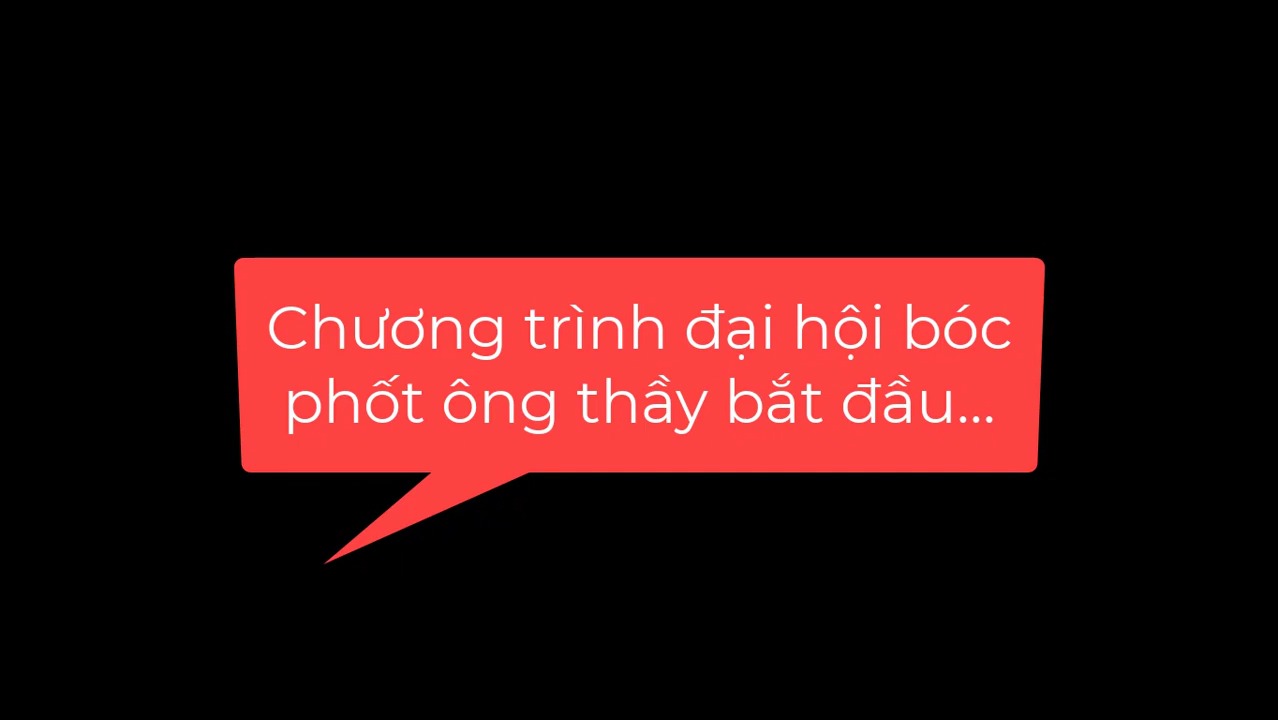 Chương trình đại hội bóc
phốt ông thầy bắt đầu...